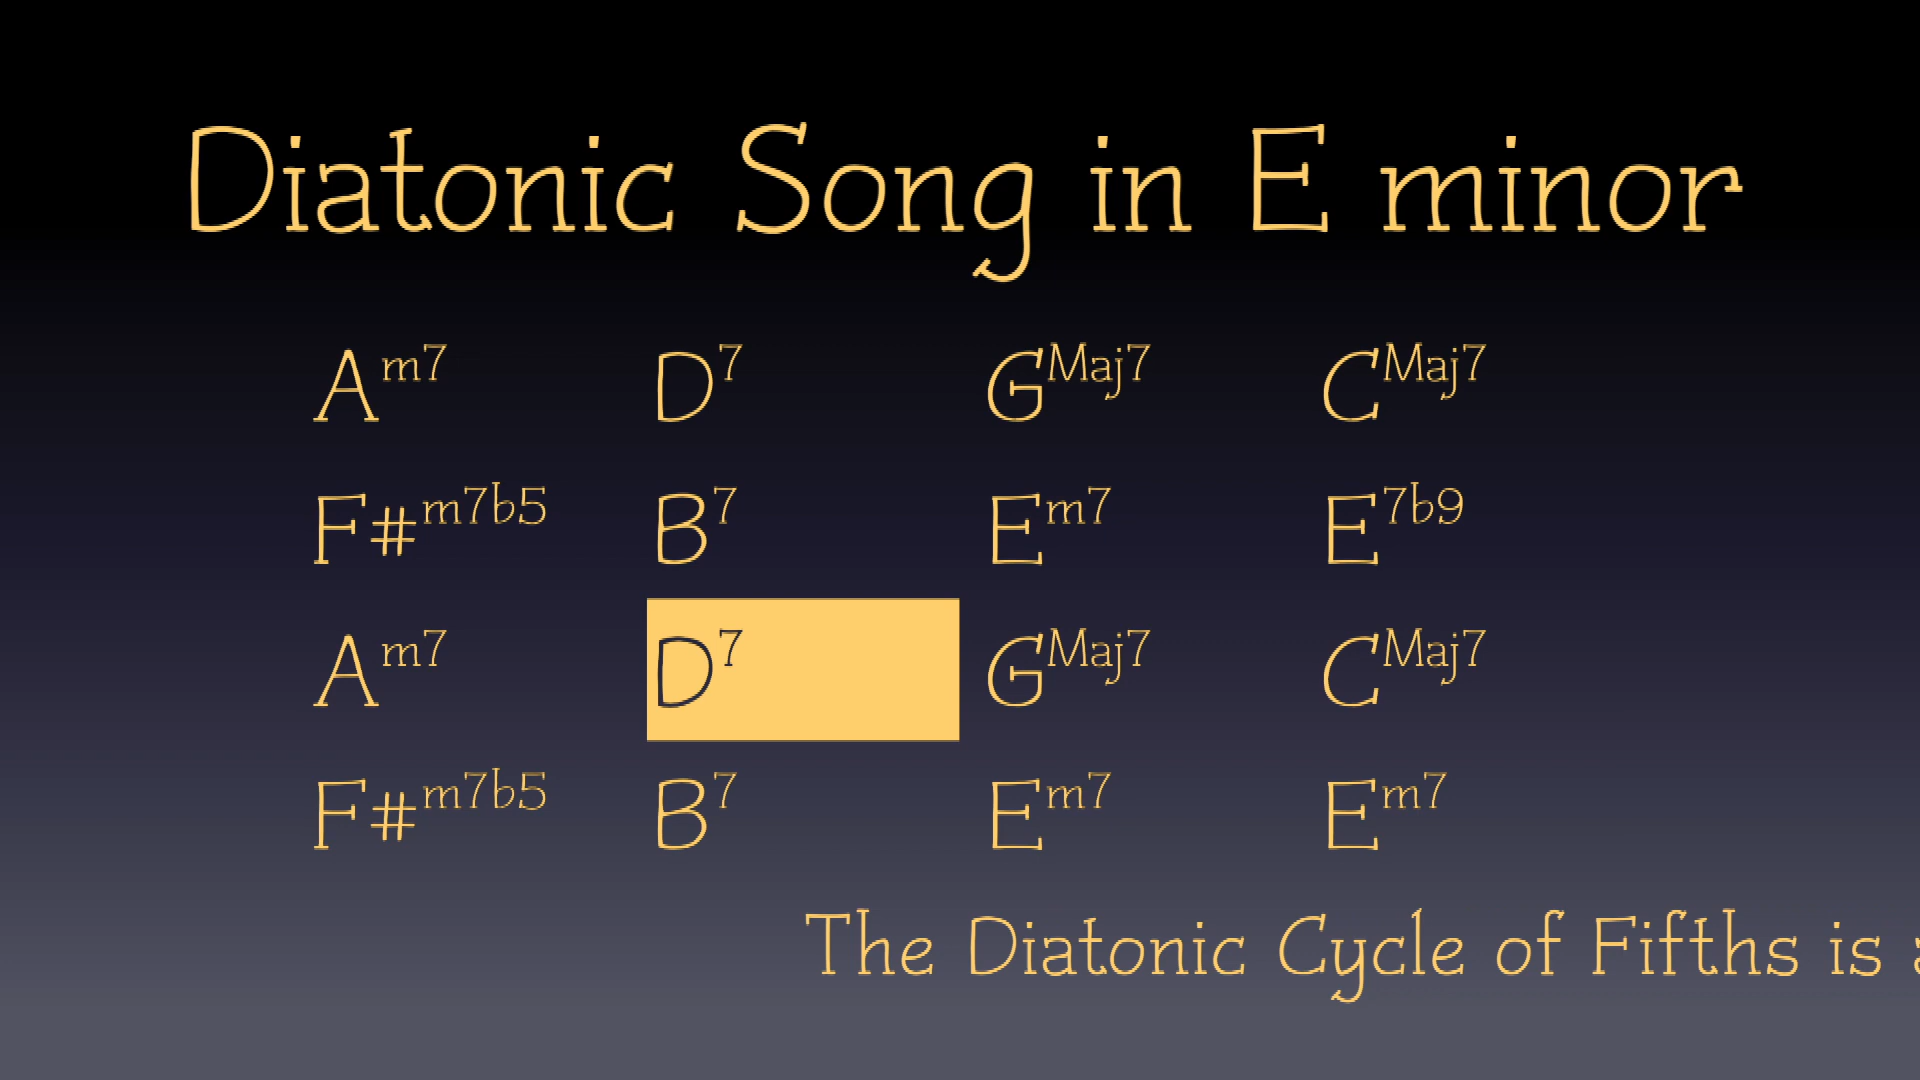 Diatonic Song in E minor
Am7 D7 GMaj7 CMaj7
F#m7b5 B7 Em7 E7b9
Am7 D7 GMaj7 CMaj7
F#m7b5 B7 Em7 Em7
The Diatonic Cycle of Fifths is